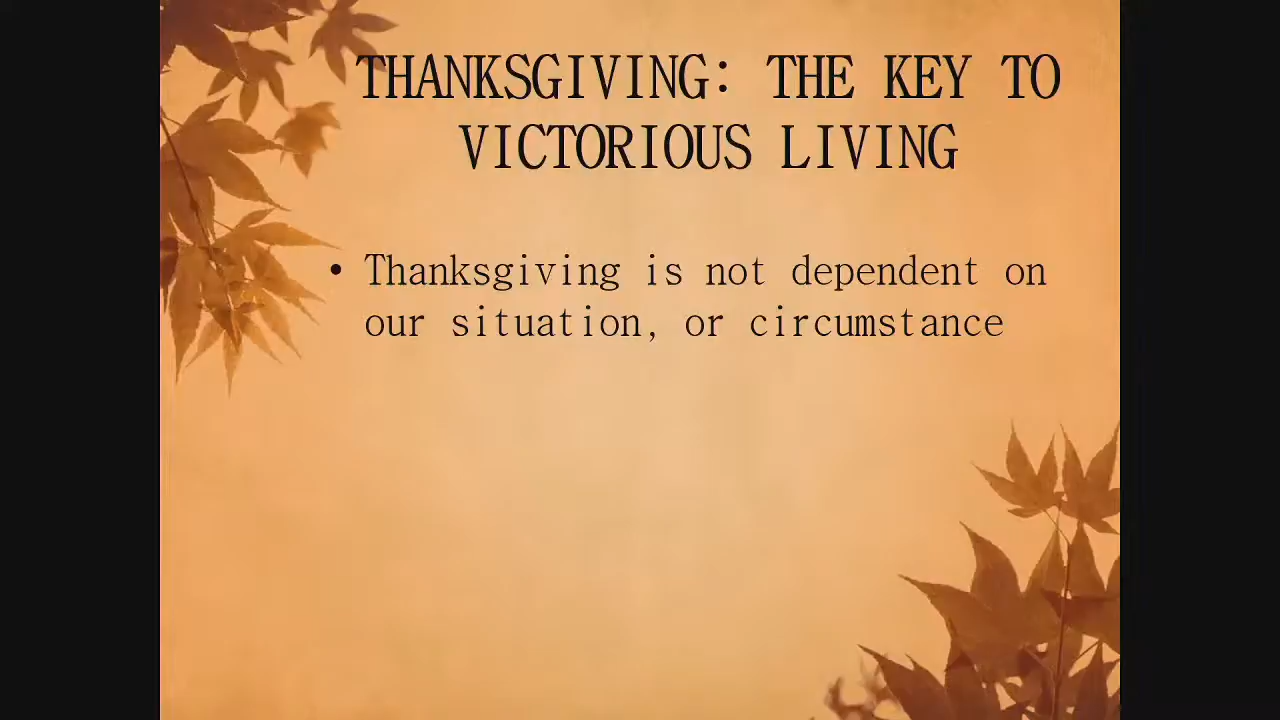 THANKSGIVING: THE KEY TO
VICTORIOUS LIVING
• Thanksgiving is not dependent on
our situation, or circumstance